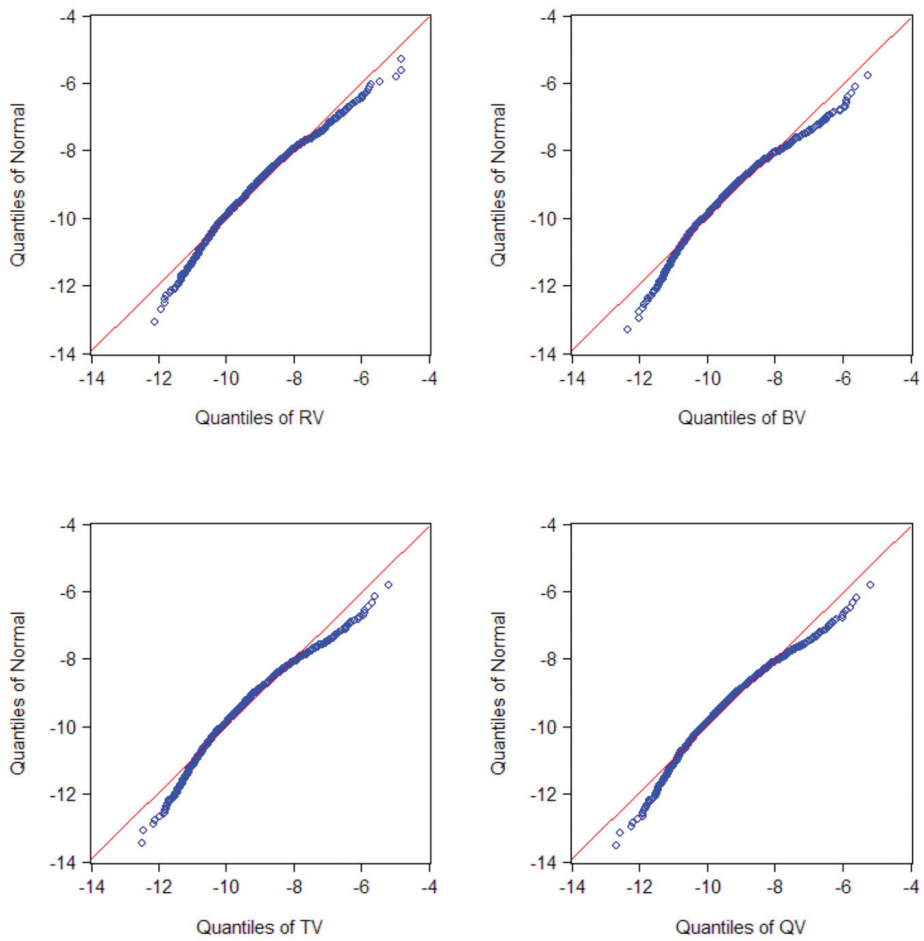 -4
-6
-8
-10
-12
-14
Quantiles of Normal
-14 -12 -10 -8 -6 -4
Quantiles of RV
-4
-6
-8
-10
-12
-14
Quantiles of Normal
-14 -12 -10 -8 -6 -4
Quantiles of BV
-4
-6
-8
-10
-12
-14
Quantiles of Normal
-14 -12 -10 -8 -6 -4
Quantiles of TV
-4
-6
-8
-10
-12
-14
Quantiles of Normal
-14 -12 -10 -8 -6 -4
Quantiles of QV